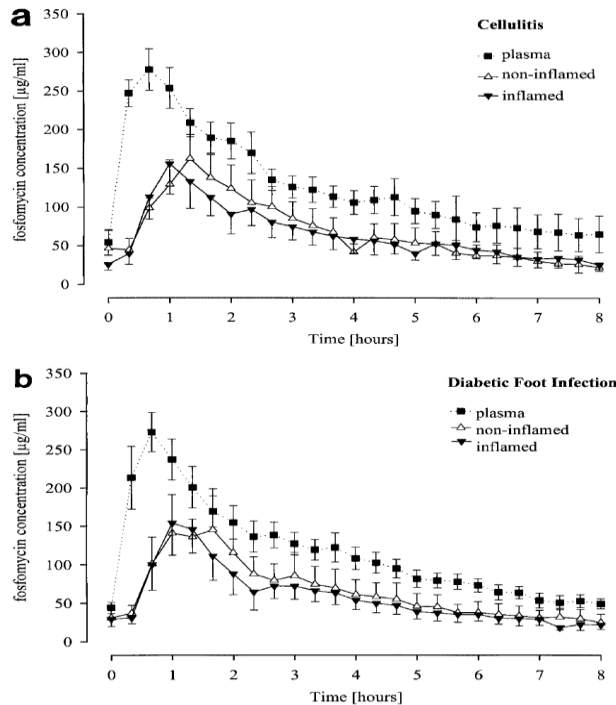 a
Cellulitis
plasma
non-inflamed
inflamed
fosfomycin concentration [µg/ml]
350
300
250
200
150
100
50
0
0 1 2 3 4 5 6 7 8
Time [hours]
b
Diabetic Foot Infection
plasma
non-inflamed
inflamed
fosfomycin concentration [µg/ml]
350
300
250
200
150
100
50
0
0 1 2 3 4 5 6 7 8
Time [hours]